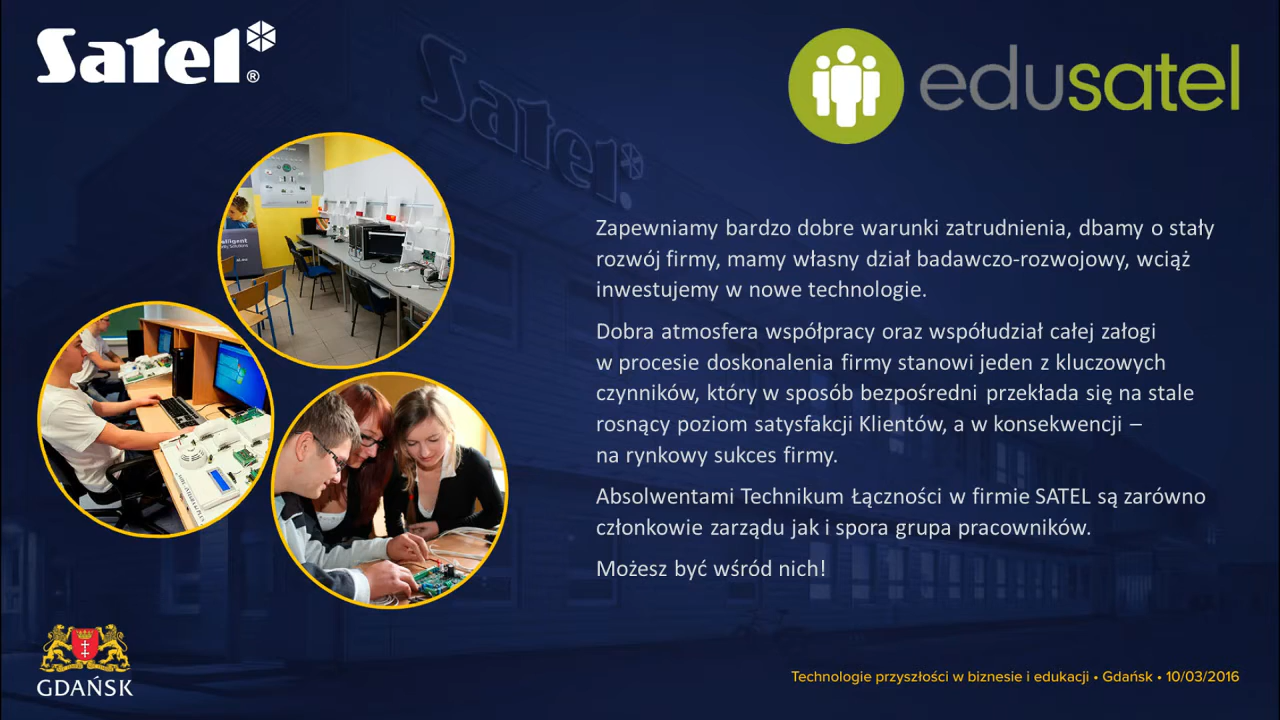 Satel®
edusatel
Satel
Zapewniamy bardzo dobre warunki zatrudnienia, dbamy o stały
rozwój firmy, mamy własny dział badawczo-rozwojowy, wciąż
inwestujemy w nowe technologie.
Dobra atmosfera współpracy oraz współudział całej załogi
w procesie doskonalenia firmy stanowi jeden z kluczowych
czynników, który w sposób bezpośredni przekłada się na stale
rosnący poziom satysfakcji Klientów, a w konsekwencji –
na rynkowy sukces firmy.
Absolwentami Technikum Łączności w firmie SATEL są zarówno
członkowie zarządu jak i spora grupa pracowników.
Możesz być wśród nich!
GDAŃSK
Technologie przyszłości w biznesie i edukacji • Gdańsk • 10/03/2016